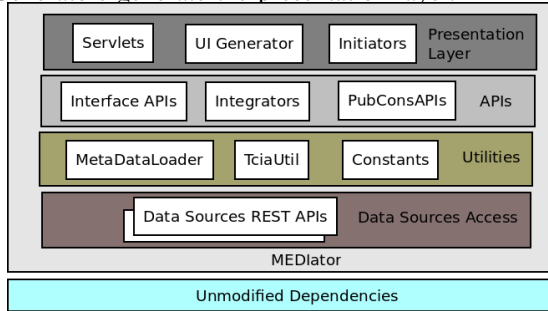 Servlets UI Generator Initiators Presentation
Layer
Interface APIs Integrators PubConsAPIs APIs
MetaDataLoader TciaUtil Constants Utilities
Data Sources REST APIs Data Sources Access
MEDIator
Unmodified Dependencies